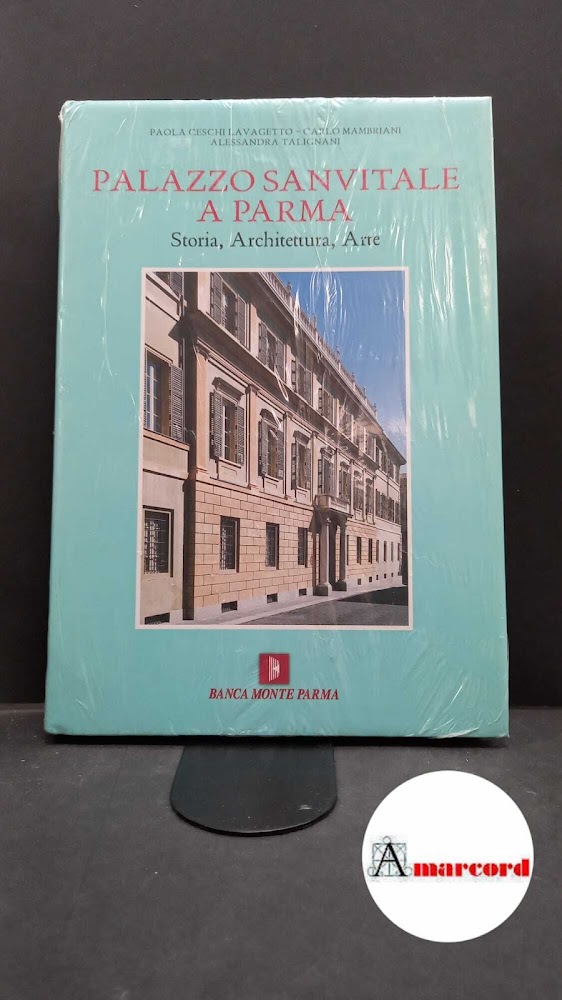 PAOLA CESCHI LAVAGETTO - CARLO MAMBRIANI
ALESSANDRA TALIGNANI
PALAZZO SANVITALE
A PARMA
Storia, Architettura, Arte
BANCA MONTE PARMA
Amarcord